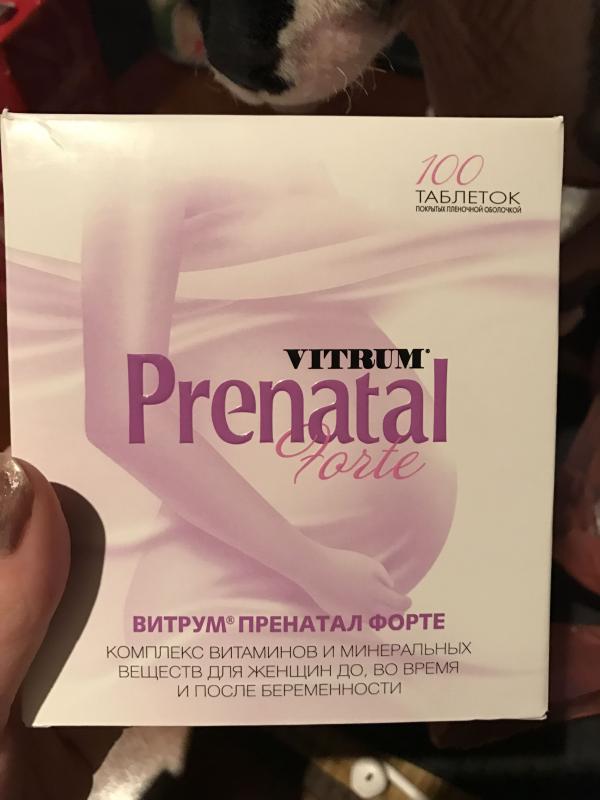 100
ТАБЛЕТОК
ПОКРЫТЫХ ПЛЕНОЧНОЙ ОБОЛОЧКОЙ
VITRUM®
Prenatal
Forte
ВИТРУМ® ПРЕНАТАЛ ФОРТЕ
КОМПЛЕКС ВИТАМИНОВ И МИНЕРАЛЬНЫХ
ВЕЩЕСТВ ДЛЯ ЖЕНЩИН ДО, ВО ВРЕМЯ
И ПОСЛЕ БЕРЕМЕННОСТИ